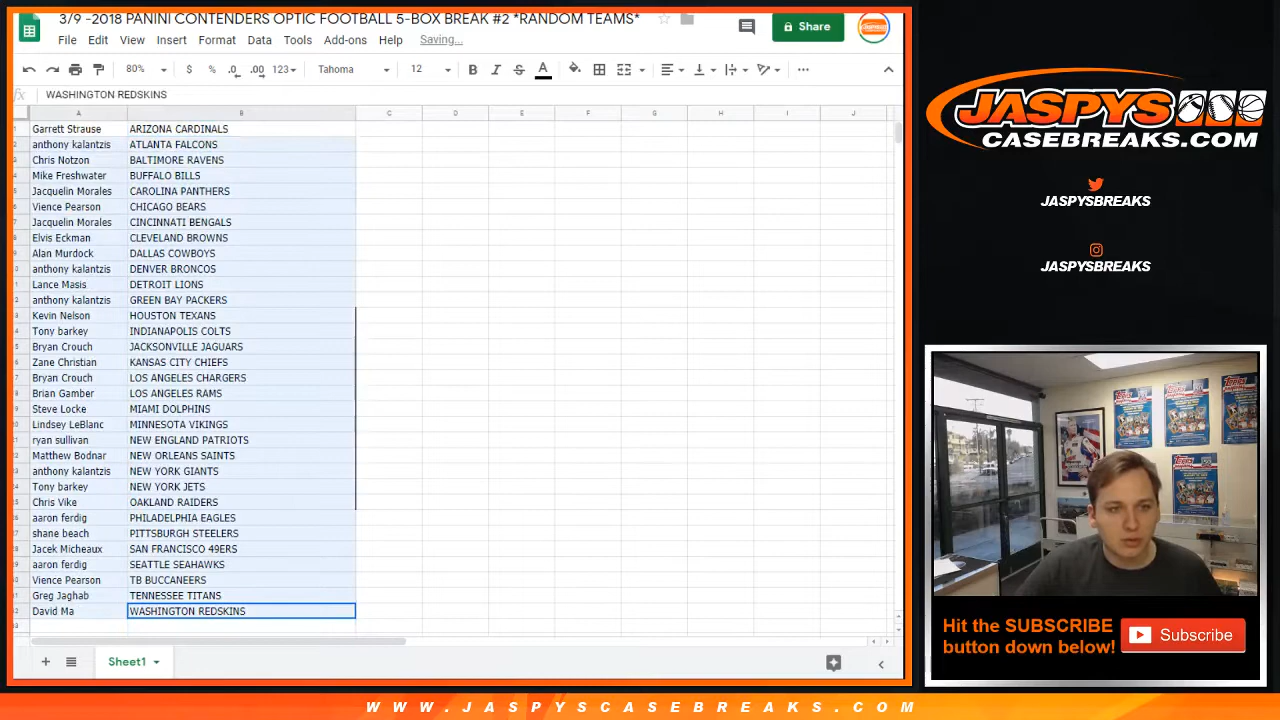 3/9 -2018 PANINI CONTENDERS OPTIC FOOTBALL 5-BOX BREAK #2 *RANDOM TEAMS*
File Edit View Insert Format Data Tools Add-ons Help Saving...
Share
80% $ % .0 .00 123 Tahoma 12 B I S A
fx WASHINGTON REDSKINS
A B C D E F G H I J
Garrett Strause ARIZONA CARDINALS
anthony kalantzis ATLANTA FALCONS
Chris Notzon BALTIMORE RAVENS
Mike Freshwater BUFFALO BILLS
Jacquelin Morales CAROLINA PANTHERS
Vience Pearson CHICAGO BEARS
Jacquelin Morales CINCINNATI BENGALS
Elvis Eckman CLEVELAND BROWNS
Alan Murdock DALLAS COWBOYS
anthony kalantzis DENVER BRONCOS
Lance Masis DETROIT LIONS
anthony kalantzis GREEN BAY PACKERS
Kevin Nelson HOUSTON TEXANS
Tony barkey INDIANAPOLIS COLTS
Bryan Crouch JACKSONVILLE JAGUARS
Zane Christian KANSAS CITY CHIEFS
Bryan Crouch LOS ANGELES CHARGERS
Brian Gamber LOS ANGELES RAMS
Steve Locke MIAMI DOLPHINS
Lindsey LeBlanc MINNESOTA VIKINGS
ryan sullivan NEW ENGLAND PATRIOTS
Matthew Bodnar NEW ORLEANS SAINTS
anthony kalantzis NEW YORK GIANTS
Tony barkey NEW YORK JETS
Chris Vike OAKLAND RAIDERS
aaron ferdig PHILADELPHIA EAGLES
shane beach PITTSBURGH STEELERS
Jacek Micheaux SAN FRANCISCO 49ERS
aaron ferdig SEATTLE SEAHAWKS
Vience Pearson TB BUCCANEERS
Greg Jaghab TENNESSEE TITANS
David Ma WASHINGTON REDSKINS
Sheet1
JASPYS
CASEBREAKS.COM
JASPYSBREAKS
JASPYSBREAKS
Topps
Topps
Topps
Topps
Hit the SUBSCRIBE
button down below!
Subscribe
WWW.JASPYSCASEBREAKS.COM